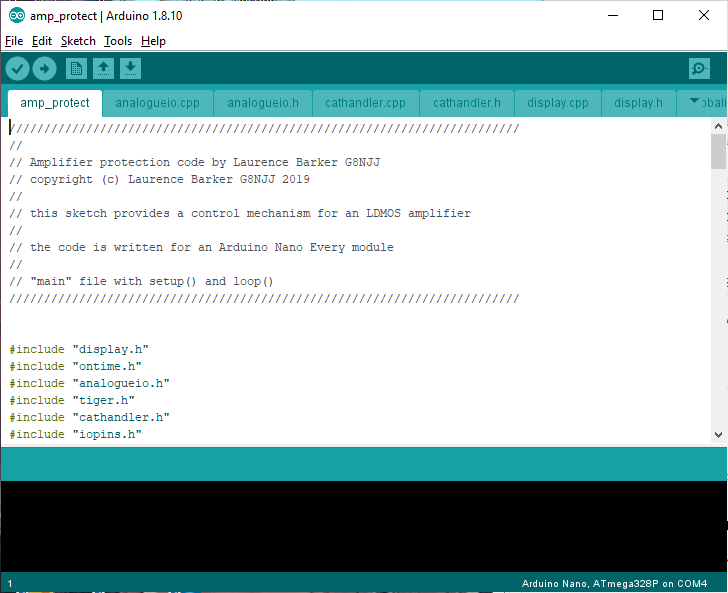 amp_protect | Arduino 1.8.10
File Edit Sketch Tools Help
amp_protect analogueio.cpp analogueio.h cathandler.cpp cathandler.h display.cpp display.h
/////////////////////////////////////////////////////////////////////////
//
// Amplifier protection code by Laurence Barker G8NJJ
// copyright (c) Laurence Barker G8NJJ 2019
//
// this sketch provides a control mechanism for an LDMOS amplifier
//
// the code is written for an Arduino Nano Every module
//
// "main" file with setup() and loop()
/////////////////////////////////////////////////////////////////////////
#include "display.h"
#include "ontime.h"
#include "analogueio.h"
#include "tiger.h"
#include "cathandler.h"
#include "iopins.h"
1 Arduino Nano, ATmega328P on COM4